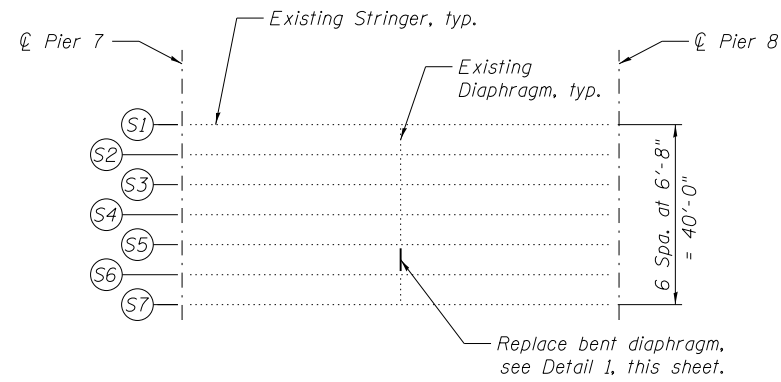 Existing Stringer, typ.
℄ Pier 7
℄ Pier 8
Existing
Diaphragm, typ.
S1
S2
S3
S4
S5
S6
S7
6 Spa. at 6'-8"
= 40'-0"
Replace bent diaphragm,
see Detail 1, this sheet.